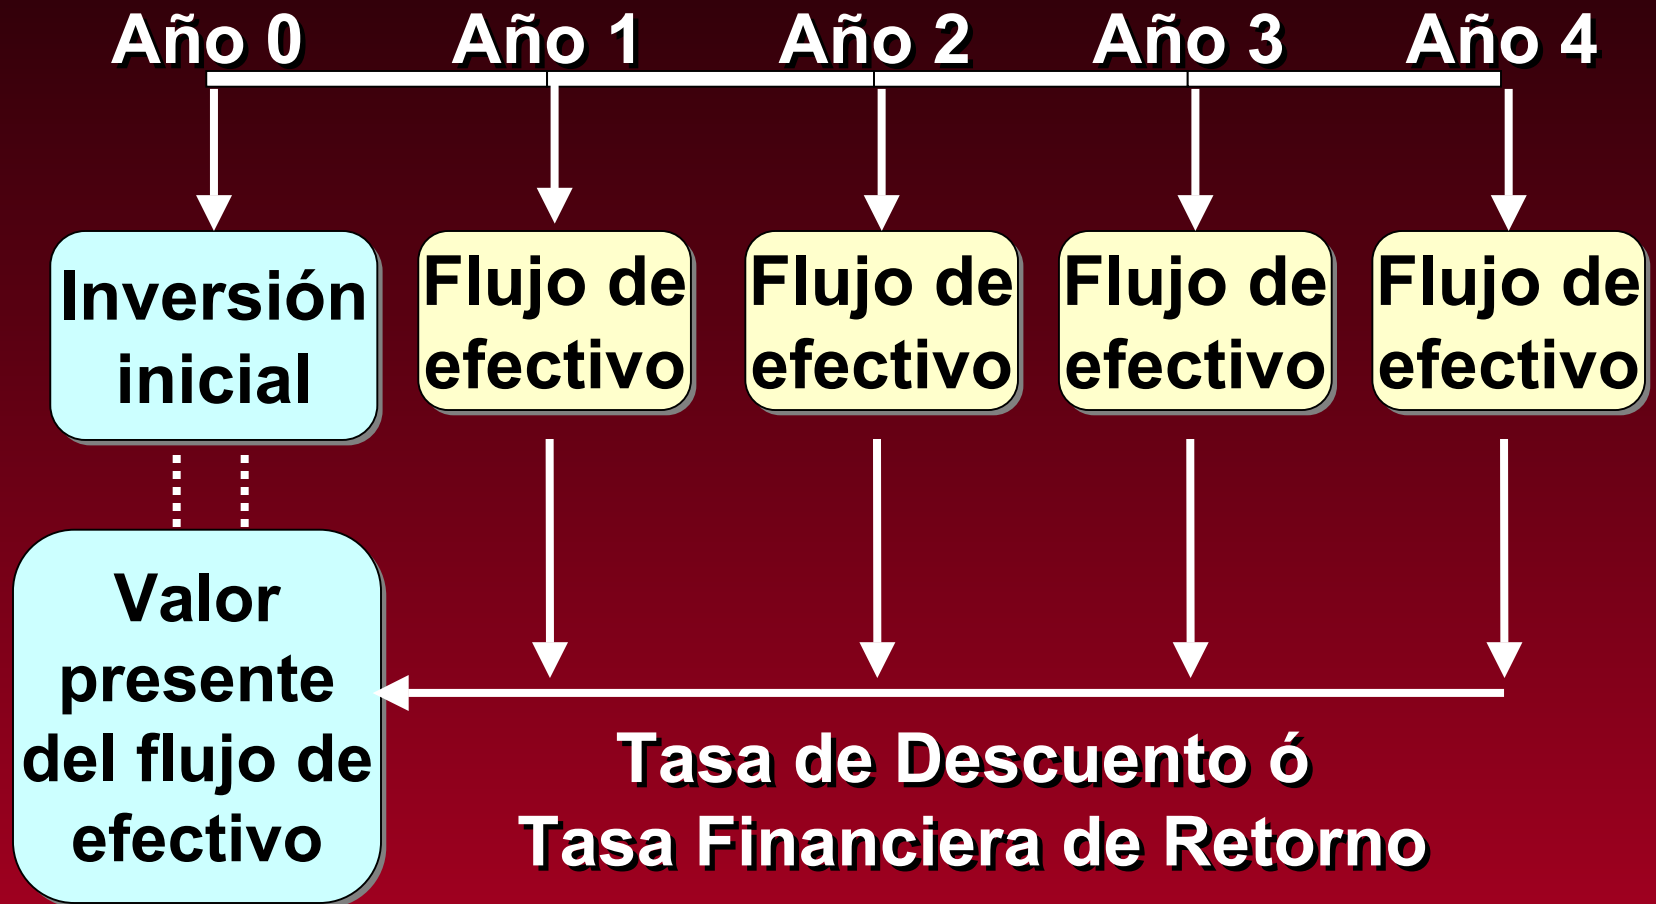 Año 0 Año 1 Año 2 Año 3 Año 4
Inversión
inicial
Flujo de
efectivo
Flujo de
efectivo
Flujo de
efectivo
Flujo de
efectivo
Valor
presente
del flujo de
efectivo
Tasa de Descuento ó
Tasa Financiera de Retorno